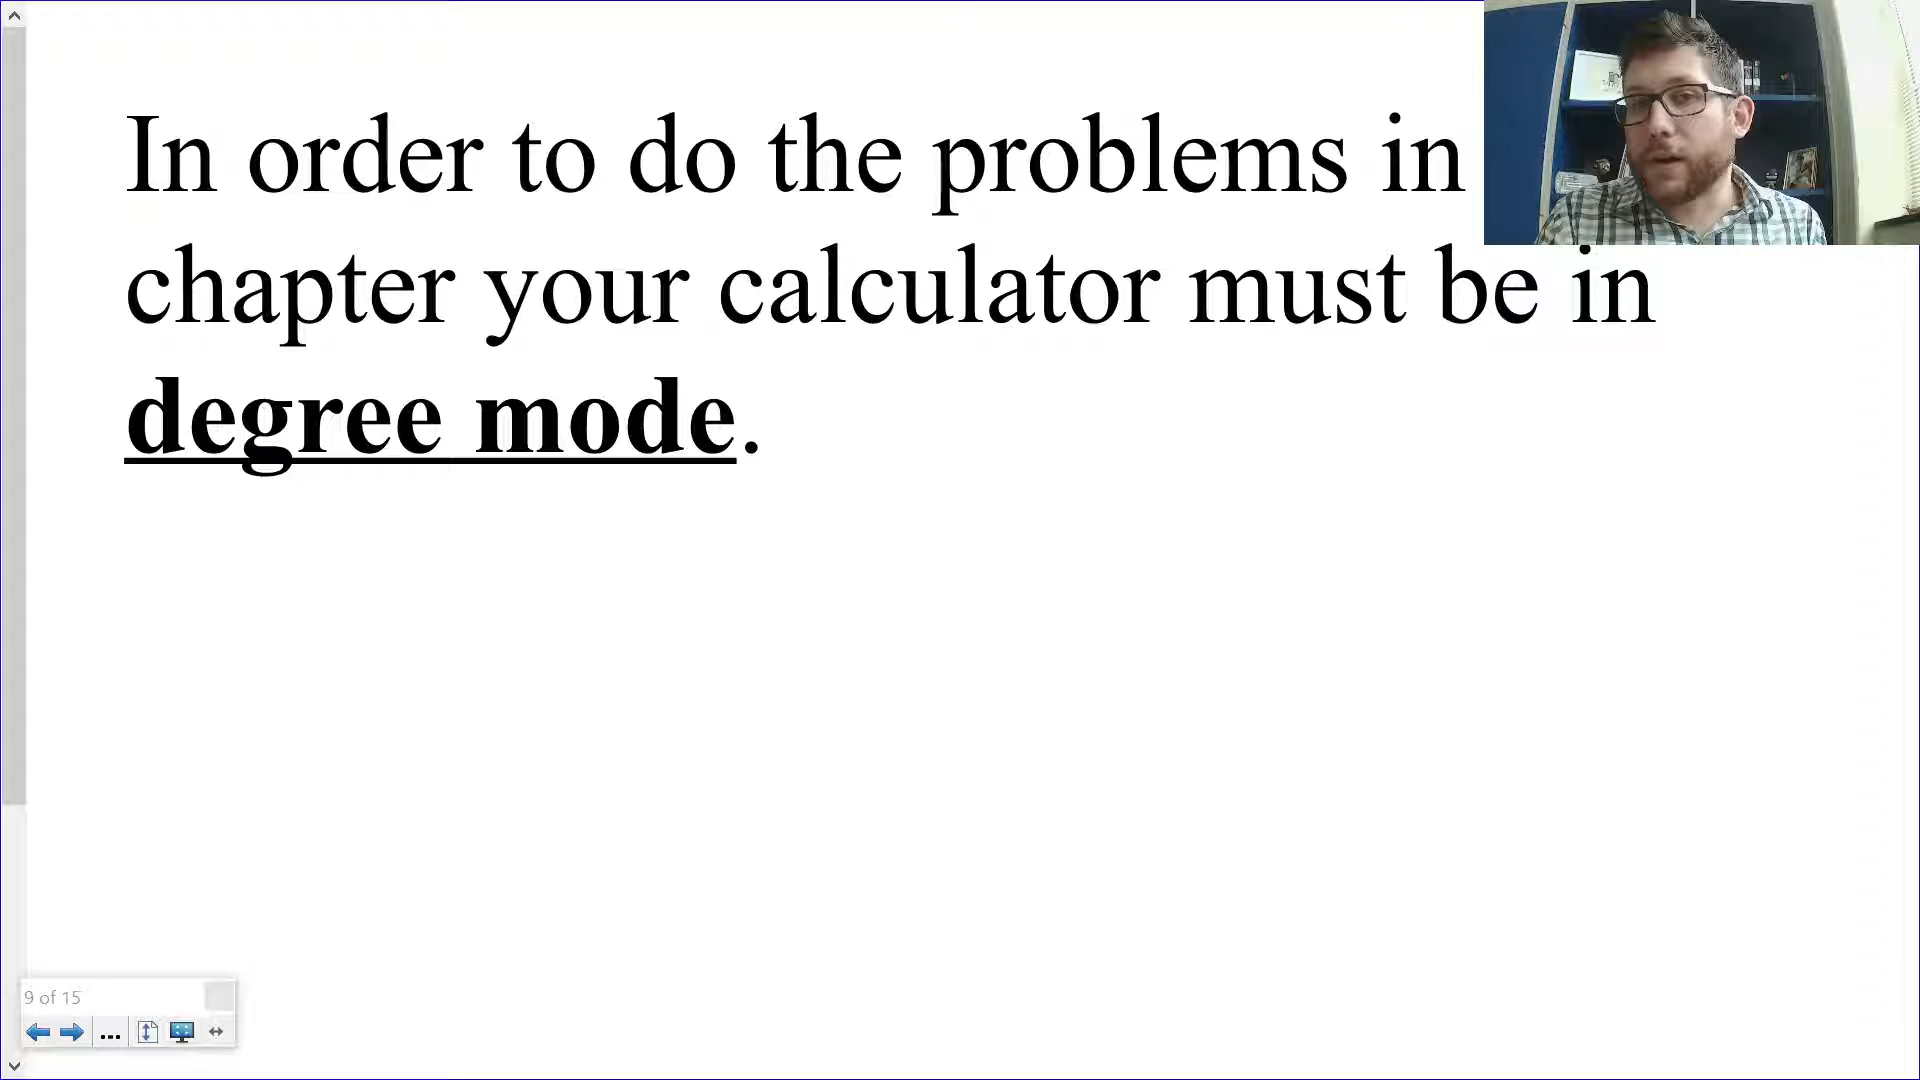 In order to do the problems in
chapter your calculator must be in
degree mode.
9 of 15
...